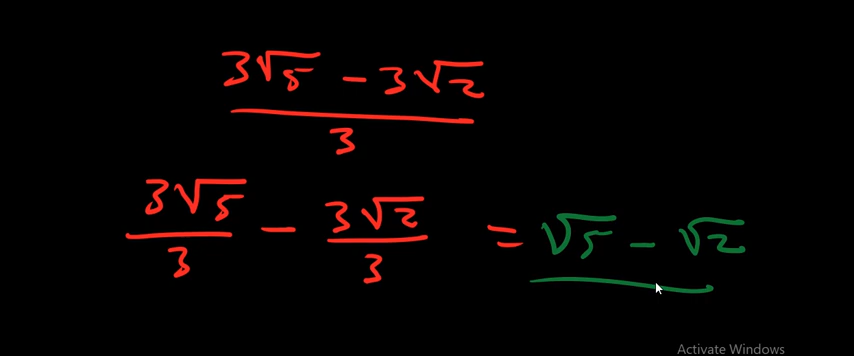 3√5 − 3√2
3
3√5 − 3√2 = √5 − √2
3 3
Activate Windows